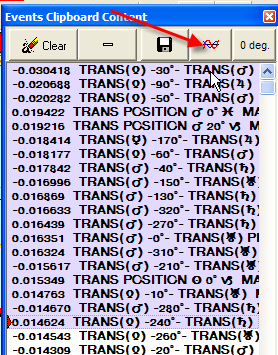 Events Clipboard Content
Clear 0 deg.
-0.030418 TRANS(♀) -30°- TRANS(♂)
-0.020688 TRANS(♀) -90°- TRANS(♃)
-0.020282 TRANS(♀) -50°- TRANS(♂)
0.019422 TRANS POSITION ♂ 0° ♓ MA
0.019216 TRANS POSITION ♂ 20° ♑ M
-0.018414 TRANS(☿) -170°- TRANS(♃)
-0.018177 TRANS(♀) -60°- TRANS(♂)
-0.017842 TRANS(♂) -40°- TRANS(♄)
-0.016996 TRANS(♂) -150°- TRANS(♅)
0.016869 TRANS(♂) -130°- TRANS(♄)
-0.016633 TRANS(♂) -320°- TRANS(♄)
0.016439 TRANS(♂) -270°- TRANS(♄)
0.016351 TRANS(♂) -0°- TRANS(♅) P
0.016324 TRANS(♂) -310°- TRANS(♅)
-0.015617 TRANS(♂) -210°- TRANS(♅)
0.015349 TRANS POSITION ☉ 0° ♌ M
0.014763 TRANS(♀) -10°- TRANS(♅)
-0.014670 TRANS(♂) -280°- TRANS(♄)
-0.014624 TRANS(♀) -240°- TRANS(♄)
-0.014543 TRANS(♀) -260°- TRANS(♅)
-0.014309 TRANS(♀) -20°- TRANS(♂)